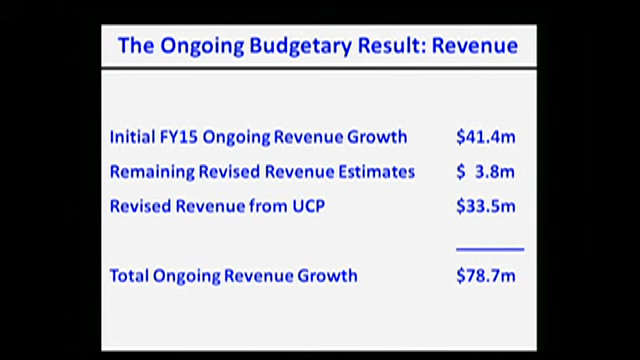 The Ongoing Budgetary Result: Revenue
Initial FY15 Ongoing Revenue Growth $41.4m
Remaining Revised Revenue Estimates $ 3.8m
Revised Revenue from UCP $33.5m
Total Ongoing Revenue Growth $78.7m